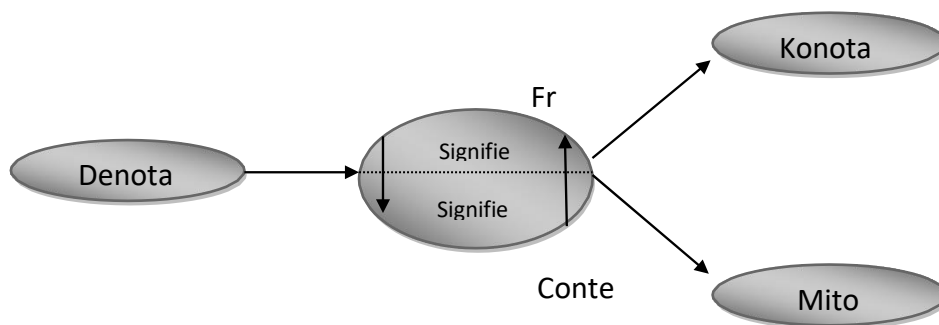 Konota
Fr
Signifie
Denota
Signifie
Conte
Mito